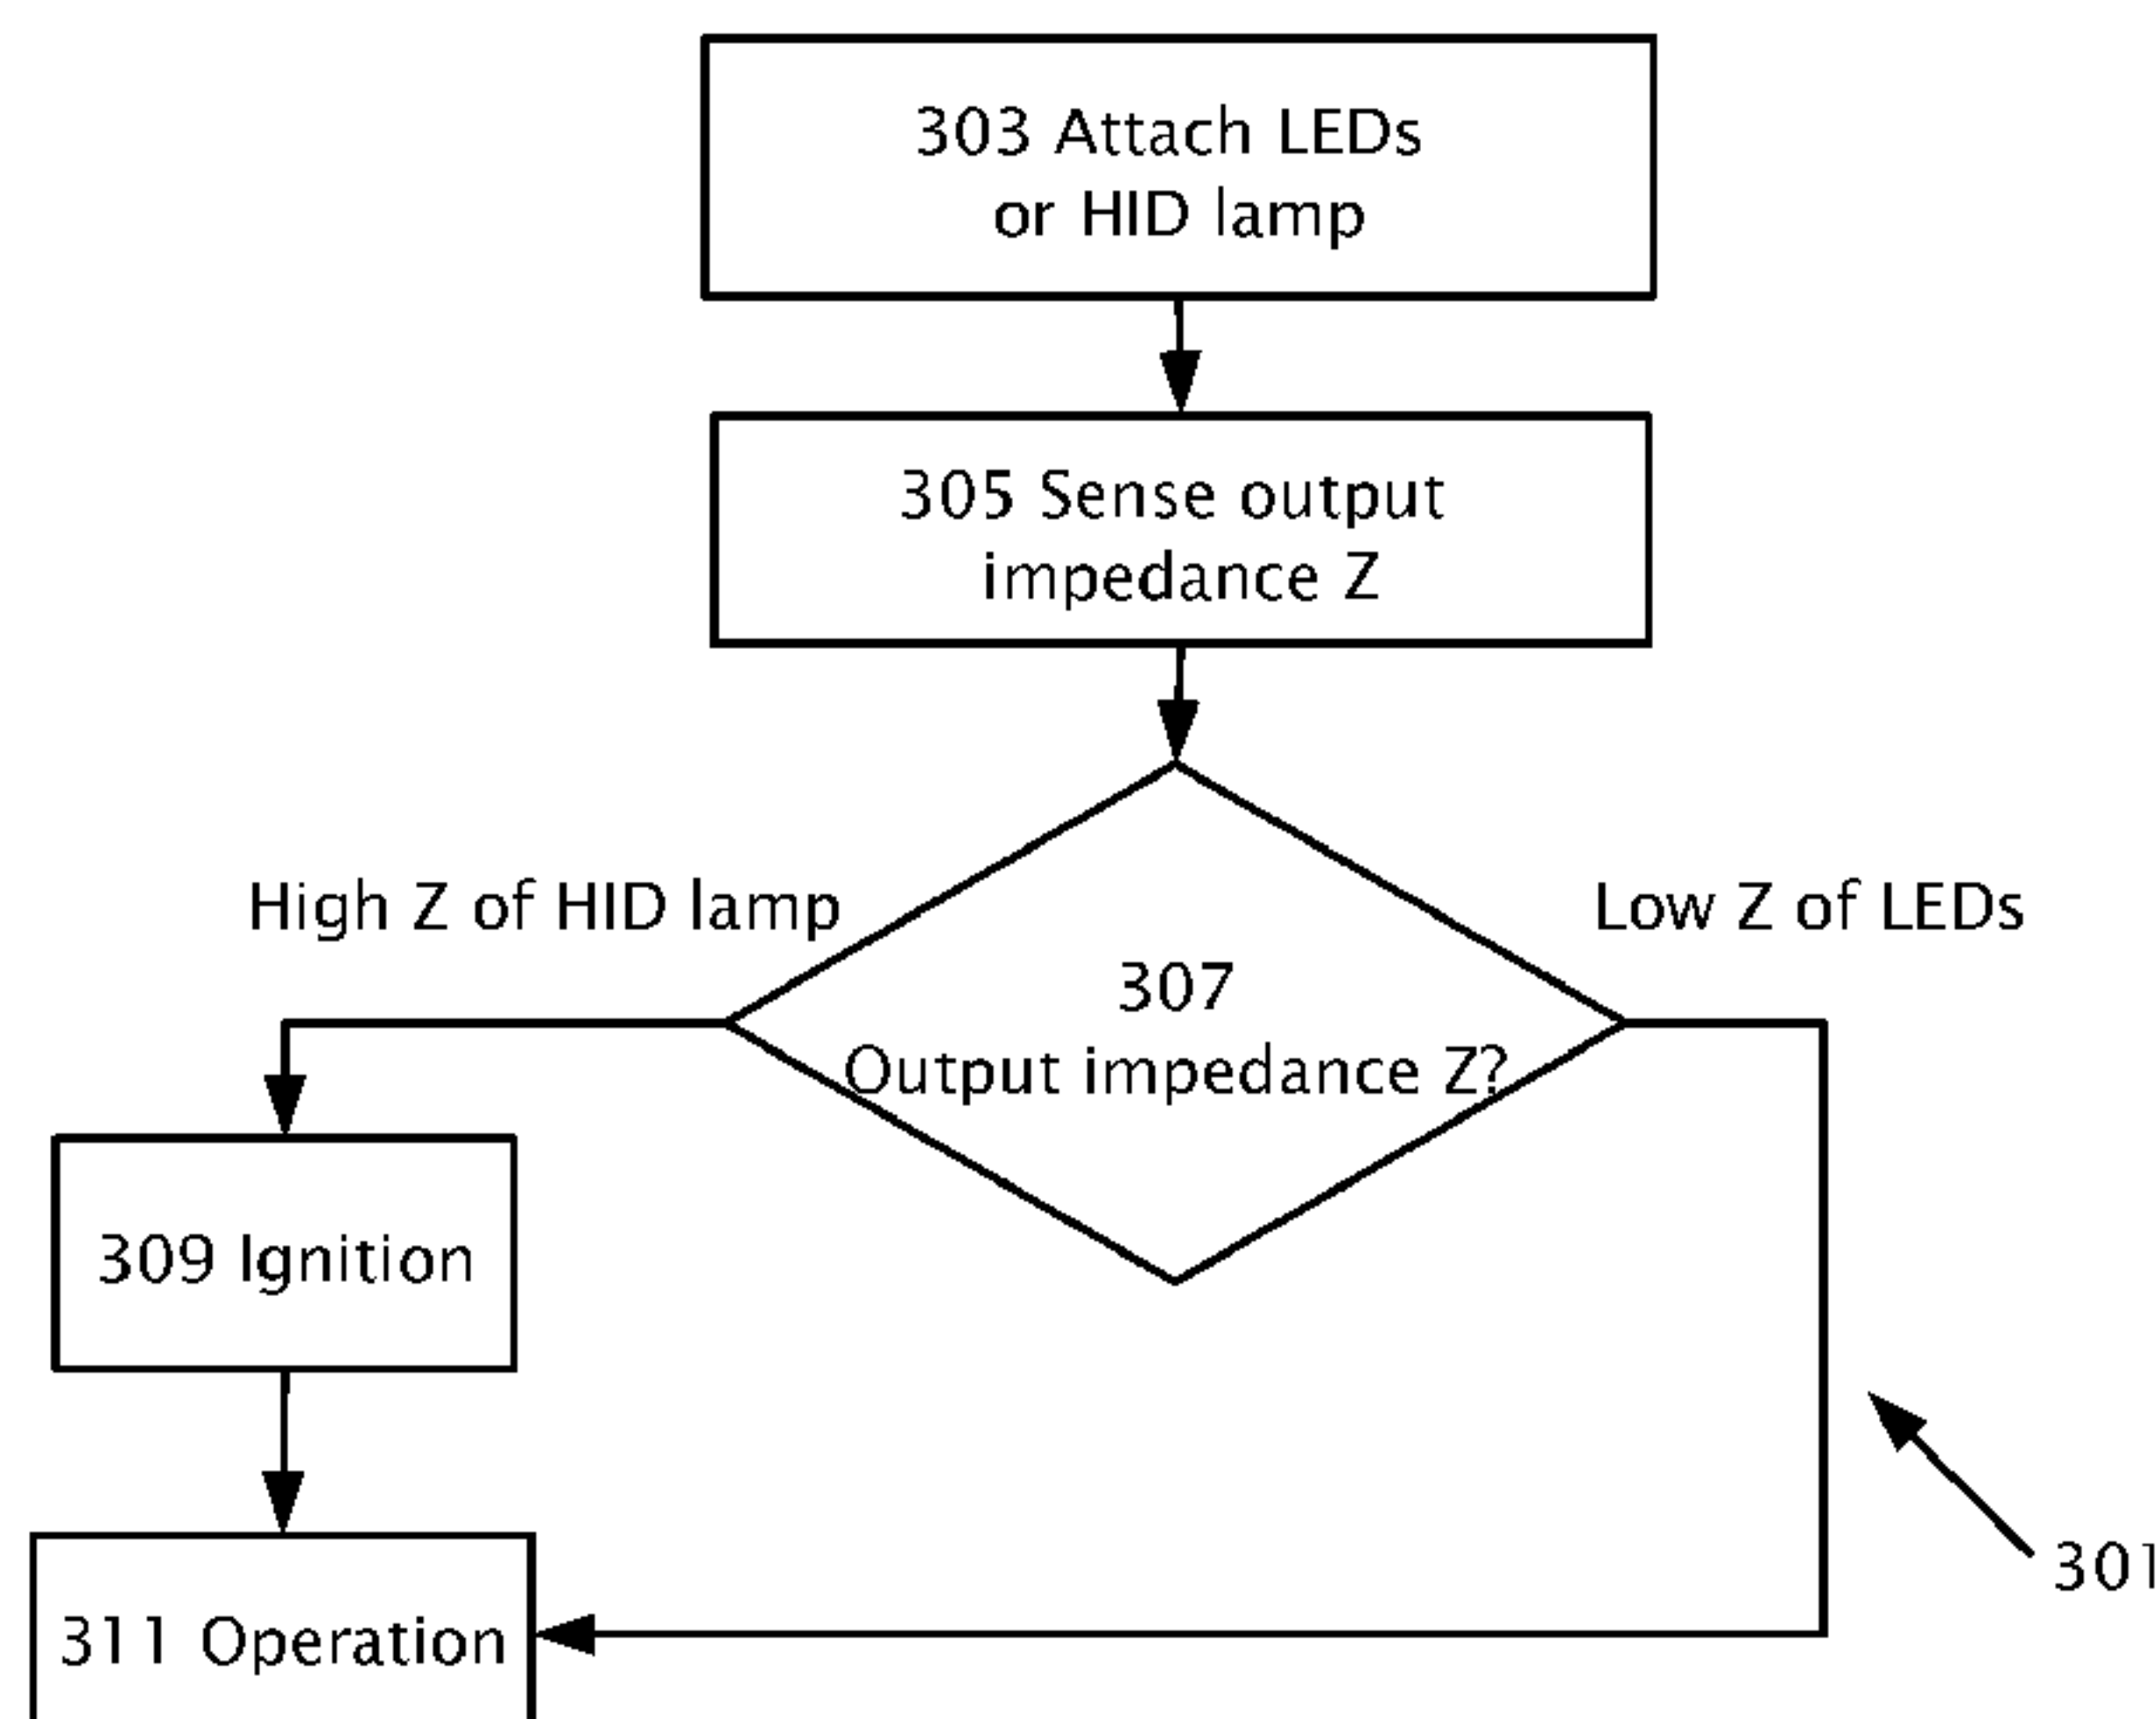 303 Attach LEDs
or HID lamp
305 Sense output
impedance Z
High Z of HID lamp
Low Z of LEDs
307
Output impedance Z?
309 Ignition
301
311 Operation